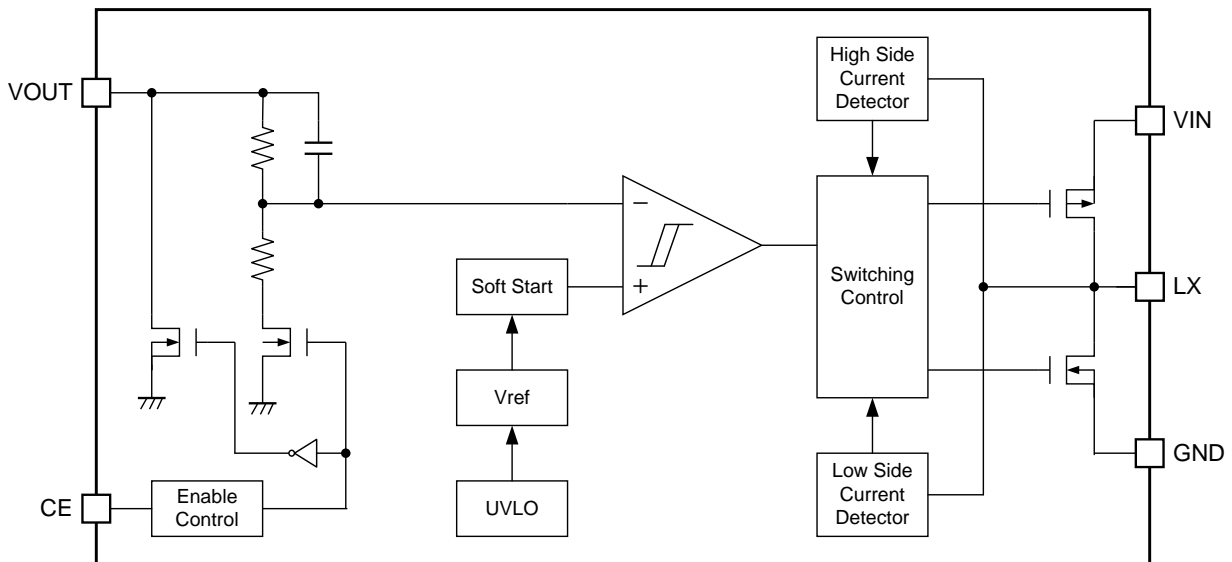 High Side
Current
Detector
VOUT
VIN
−
Soft Start
+
Switching
Control
LX
Vref
GND
Low Side
Current
Detector
Enable
Control
CE
UVLO